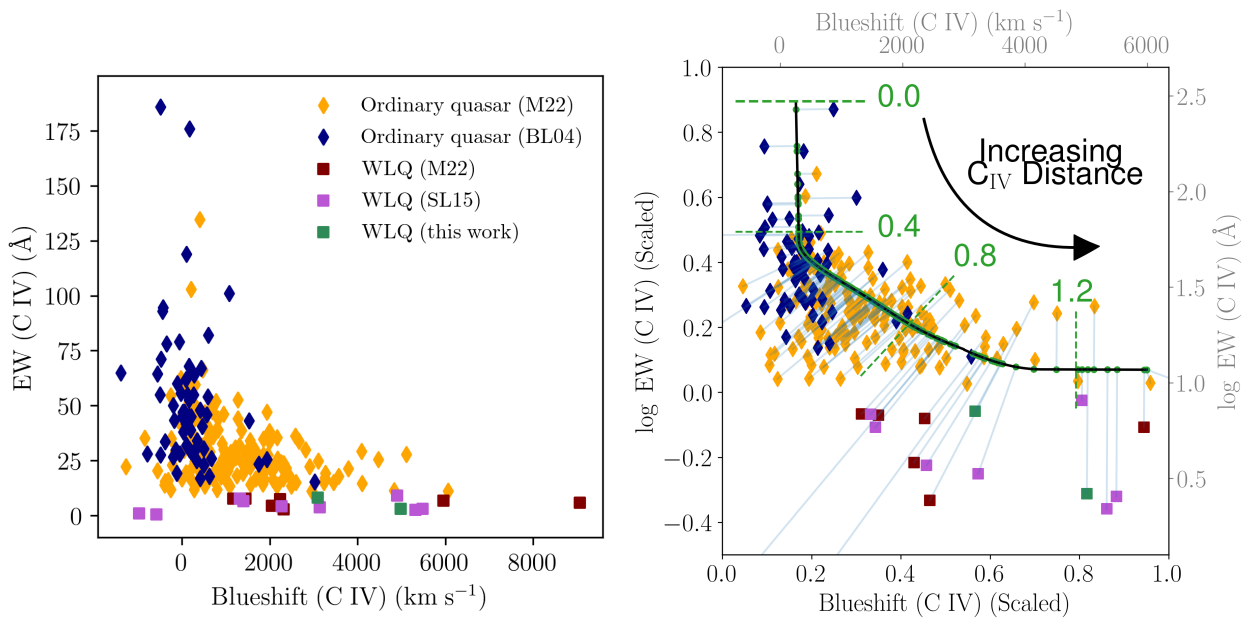 175
150
125
100
75
50
25
0
EW (C IV) (Å)
0 2000 4000 6000 8000
Blueshift (C IV) (km s⁻¹)
Ordinary quasar (M22)
Ordinary quasar (BL04)
WLQ (M22)
WLQ (SL15)
WLQ (this work)
Blueshift (C IV) (km s⁻¹)
0 2000 4000 6000
1.0
0.8
0.6
0.4
0.2
0.0
−0.2
−0.4
log EW (C IV) (Scaled)
0.0
0.4
0.8
1.2
Increasing
C_IV Distance
2.5
2.0
1.5
1.0
0.5
log EW (C IV) (Å)
0.0 0.2 0.4 0.6 0.8 1.0
Blueshift (C IV) (Scaled)